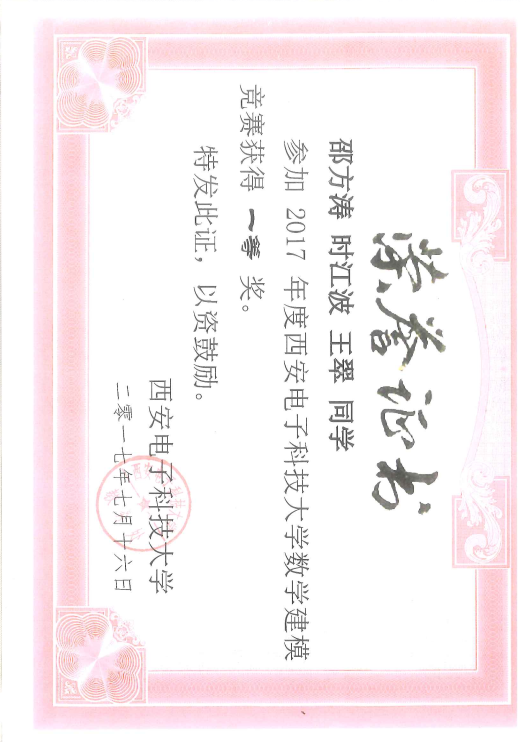 荣誉证书
邵方涛 时江波 王翠 同学
参加 2017 年度西安电子科技大学数学建模
竞赛获得 一等 奖。
特发此证，以资鼓励。
西安电子科技大学
二零一七年七月十六日